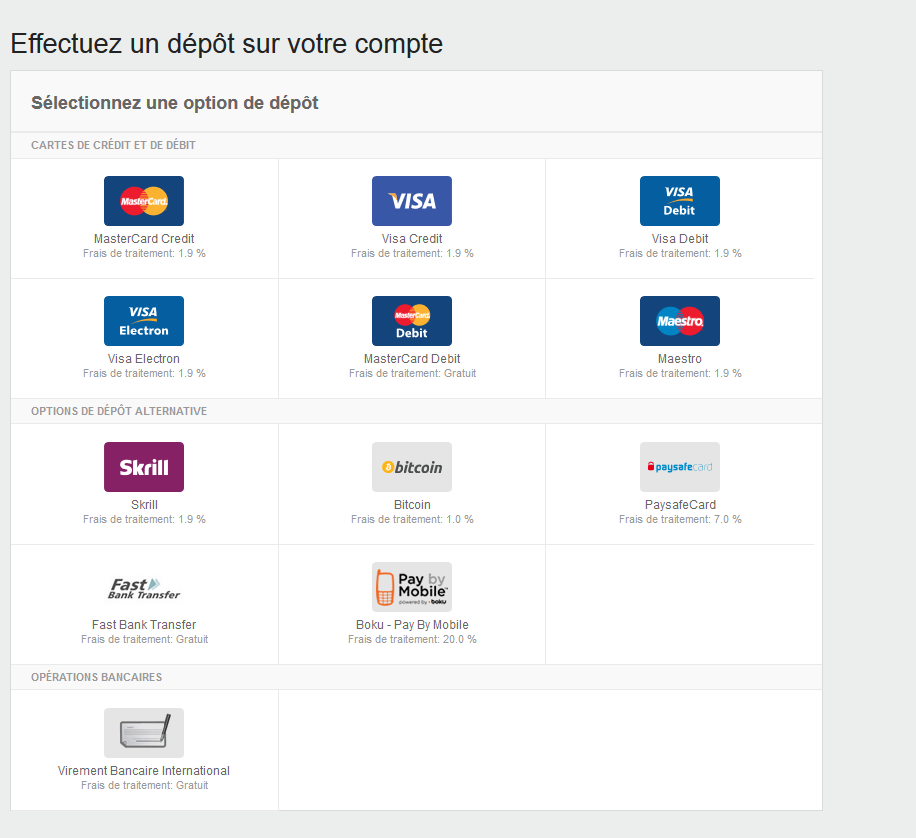 Effectuez un dépôt sur votre compte
Sélectionnez une option de dépôt
CARTES DE CRÉDIT ET DE DÉBIT
MasterCard
VISA
VISA
Debit
MasterCard Credit
Visa Credit
Visa Debit
Frais de traitement: 1.9 %
Frais de traitement: 1.9 %
Frais de traitement: 1.9 %
VISA
Electron
MasterCard
Debit
Maestro
Visa Electron
MasterCard Debit
Maestro
Frais de traitement: 1.9 %
Frais de traitement: Gratuit
Frais de traitement: 1.9 %
OPTIONS DE DÉPÔT ALTERNATIVE
Skrill
bitcoin
paysafecard
Skrill
Bitcoin
PaysafeCard
Frais de traitement: 1.9 %
Frais de traitement: 1.0 %
Frais de traitement: 7.0 %
Fast
Bank Transfer
Pay by
Mobile
powered by boku
Fast Bank Transfer
Boku - Pay By Mobile
Frais de traitement: Gratuit
Frais de traitement: 20.0 %
OPÉRATIONS BANCAIRES
Virement Bancaire International
Frais de traitement: Gratuit